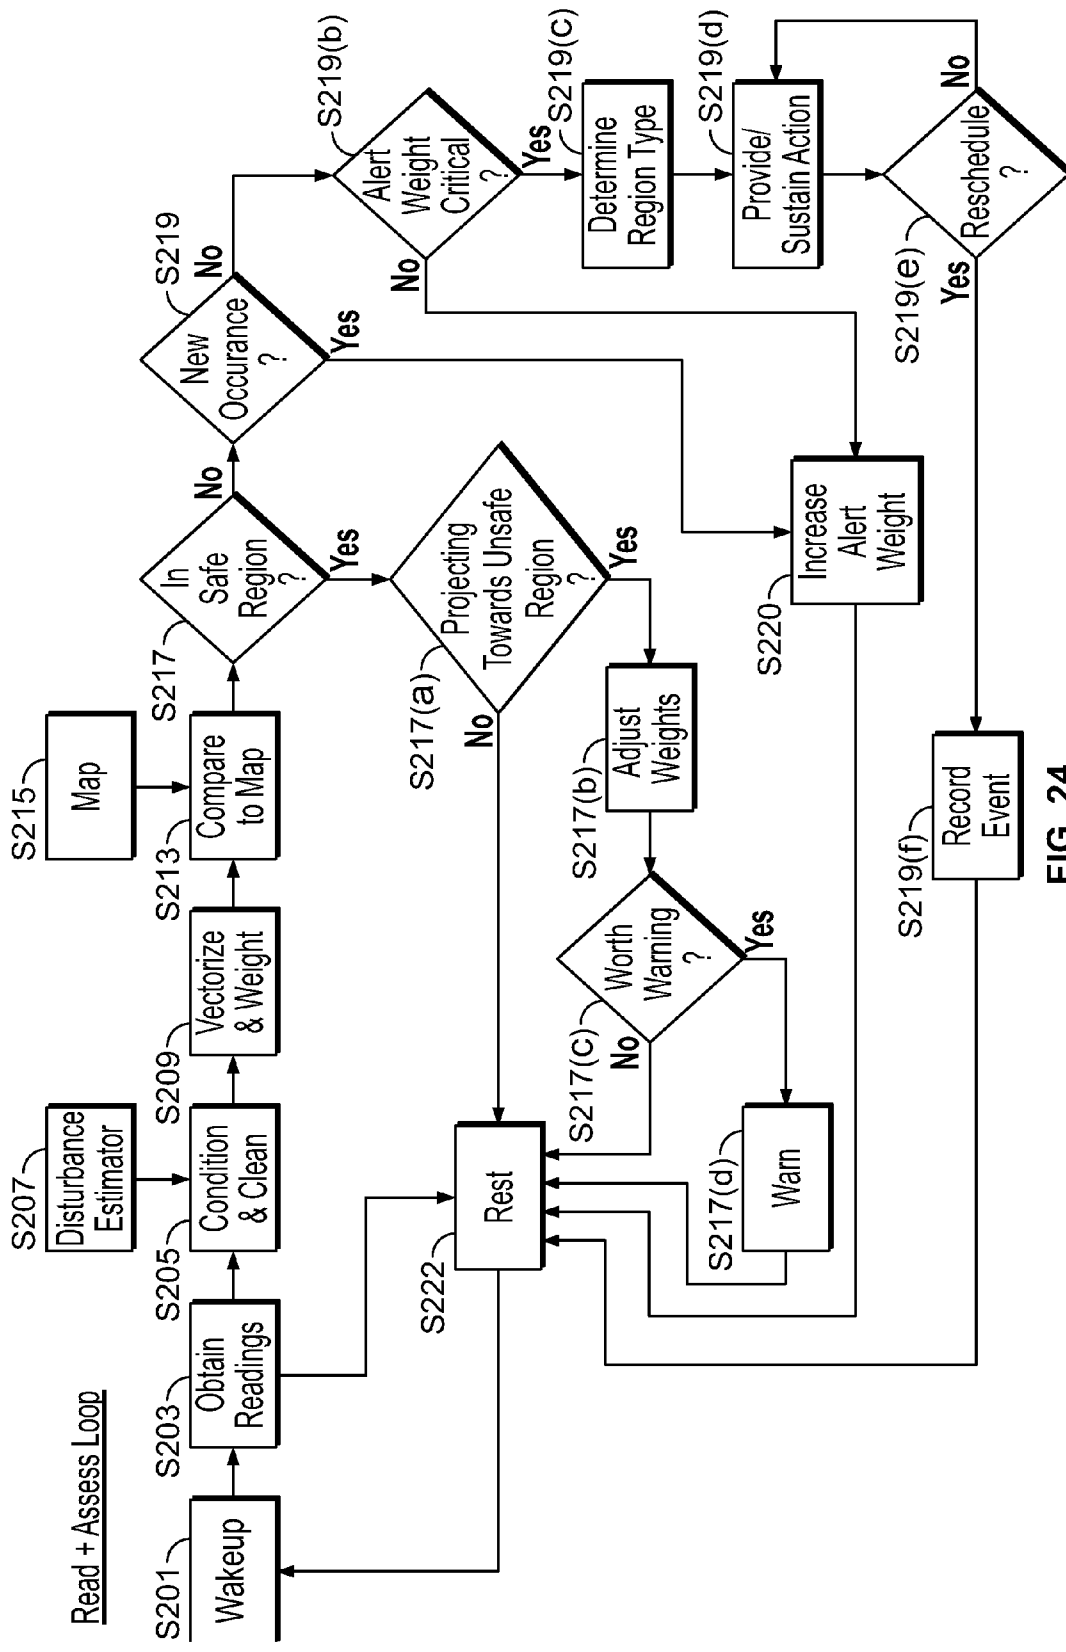 Read + Assess Loop
S201
Wakeup
S203
Obtain
Readings
S207
Disturbance
Estimator
S205
Condition
& Clean
S209
Vectorize
& Weight
S215
Map
S213
Compare
to Map
S217
In
Safe
Region
?
No
Yes
S219
New
Occurance
?
No
Yes
S219(b)
Alert
Weight
Critical
?
No
Yes
S219(c)
Determine
Region Type
S219(d)
Provide/
Sustain Action
S219(e)
Reschedule
?
No
Yes
S217(a)
Projecting
Towards Unsafe
Region
?
No
Yes
S217(b)
Adjust
Weights
S217(c)
Worth
Warning
?
No
Yes
S217(d)
Warn
S220
Increase
Alert
Weight
S222
Rest
S219(f)
Record
Event
FIG. 24